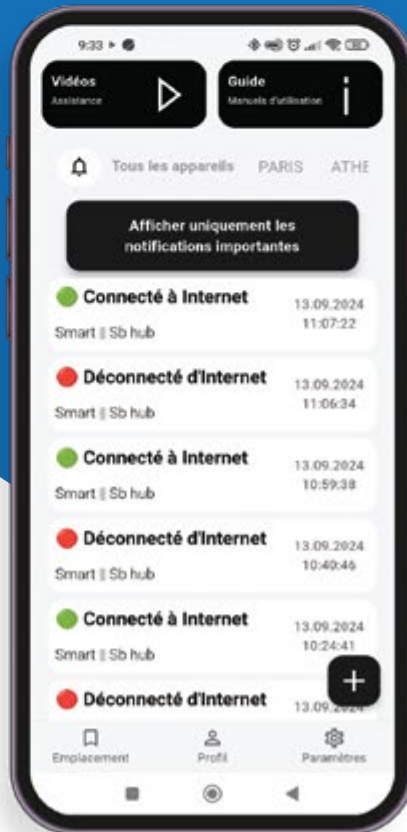 9:33
Vidéos
Assistance
Guide
Manuels d'utilisation
Tous les appareils PARIS ATHE
Afficher uniquement les
notifications importantes
Connecté à Internet
13.09.2024
11:07:22
Smart || Sb hub
Déconnecté d'Internet
13.09.2024
11:06:34
Smart || Sb hub
Connecté à Internet
13.09.2024
10:59:38
Smart || Sb hub
Déconnecté d'Internet
13.09.2024
10:40:46
Smart || Sb hub
Connecté à Internet
13.09.2024
10:24:41
Smart || Sb hub
Déconnecté d'Internet
13.09.2024
Emplacement Profil Paramètres